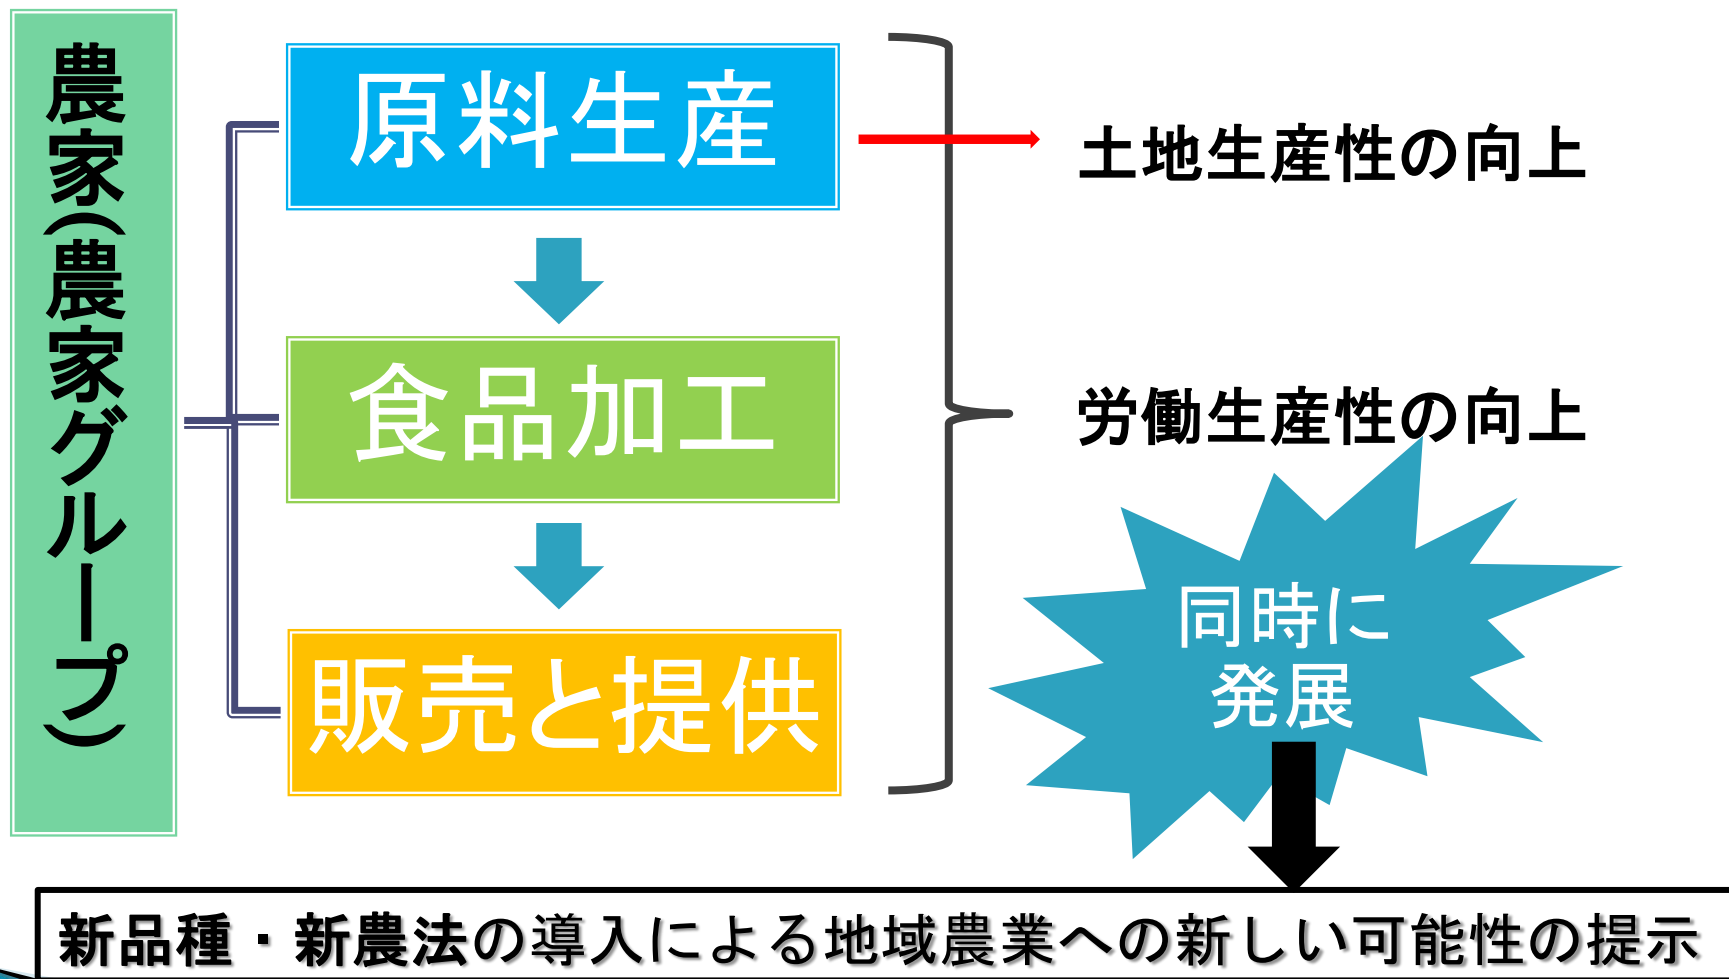 農家(農家グループ)
原料生産
食品加工
販売と提供
土地生産性の向上
労働生産性の向上
同時に
発展
新品種・新農法の導入による地域農業への新しい可能性の提示